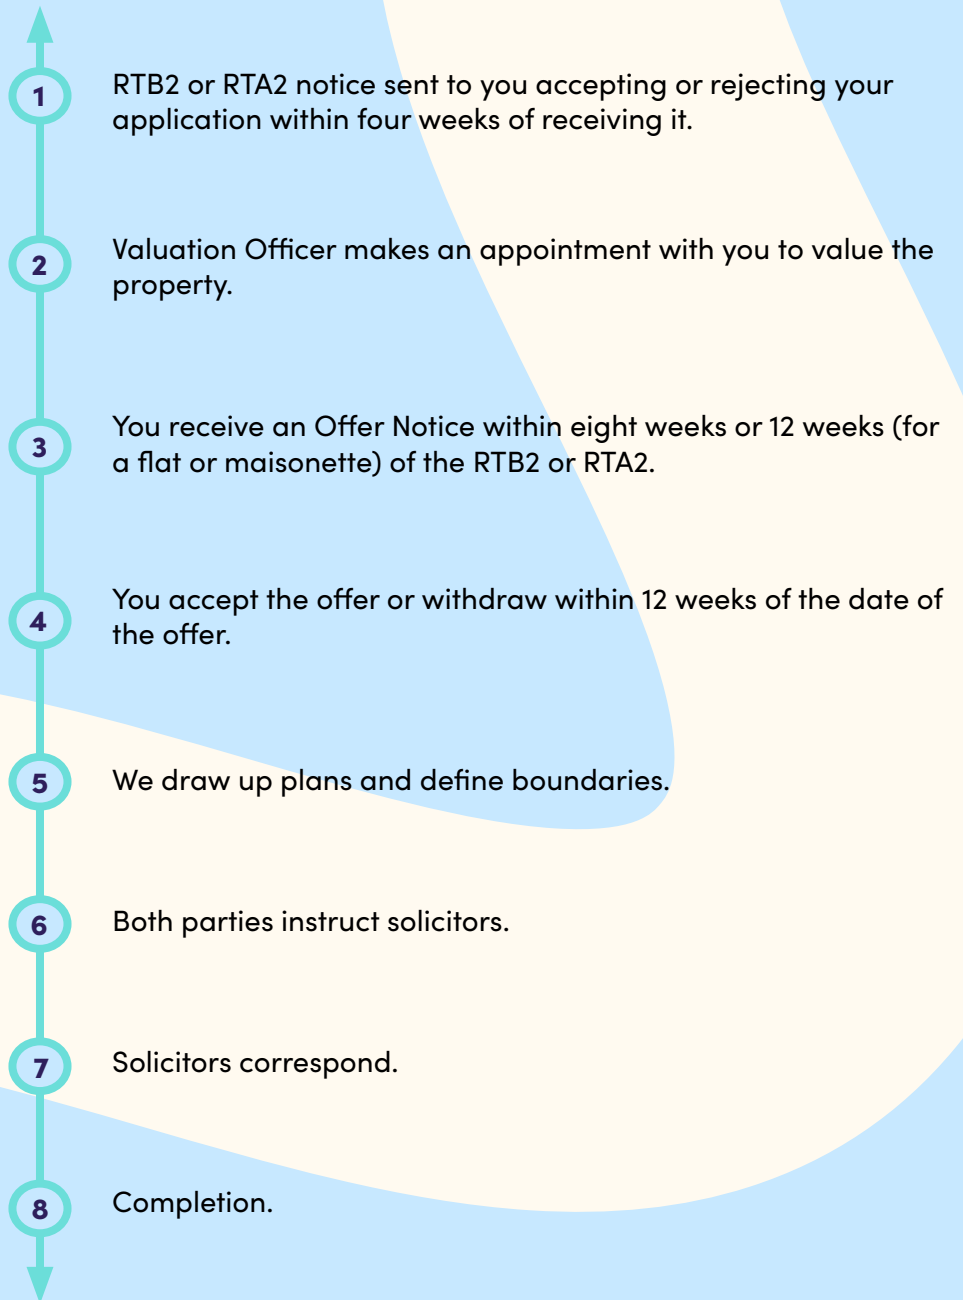 1
RTB2 or RTA2 notice sent to you accepting or rejecting your
application within four weeks of receiving it.
2
Valuation Officer makes an appointment with you to value the
property.
3
You receive an Offer Notice within eight weeks or 12 weeks (for
a flat or maisonette) of the RTB2 or RTA2.
4
You accept the offer or withdraw within 12 weeks of the date of
the offer.
5
We draw up plans and define boundaries.
6
Both parties instruct solicitors.
7
Solicitors correspond.
8
Completion.